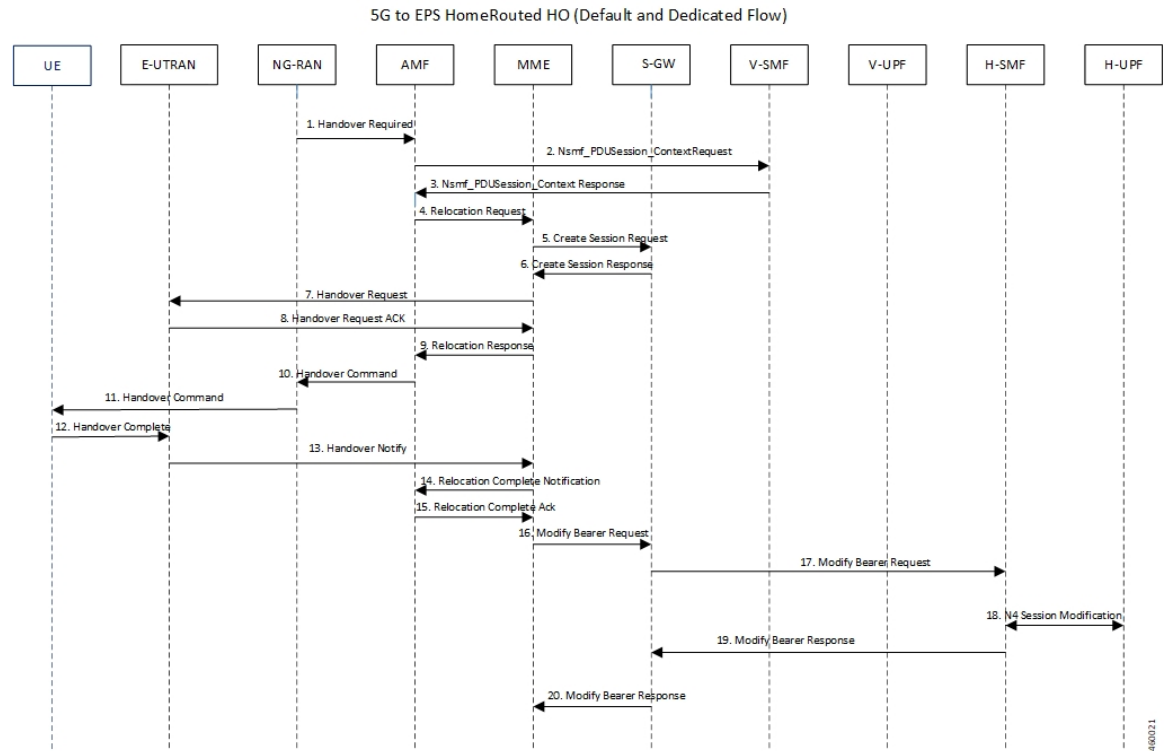 5G to EPS HomeRouted HO (Default and Dedicated Flow)
UE
E-UTRAN
NG-RAN
AMF
MME
S-GW
V-SMF
V-UPF
H-SMF
H-UPF
1. Handover Required
2. Nsmf_PDUSession_ContextRequest
3. Nsmf_PDUSession_Context Response
4. Relocation Request
5. Create Session Request
6. Create Session Response
7. Handover Request
8. Handover Request ACK
9. Relocation Response
10. Handover Command
11. Handover Command
12. Handover Complete
13. Handover Notify
14. Relocation Complete Notification
15. Relocation Complete Ack
16. Modify Bearer Request
17. Modify Bearer Request
18. N4 Session Modification
19. Modify Bearer Response
20. Modify Bearer Response
460021